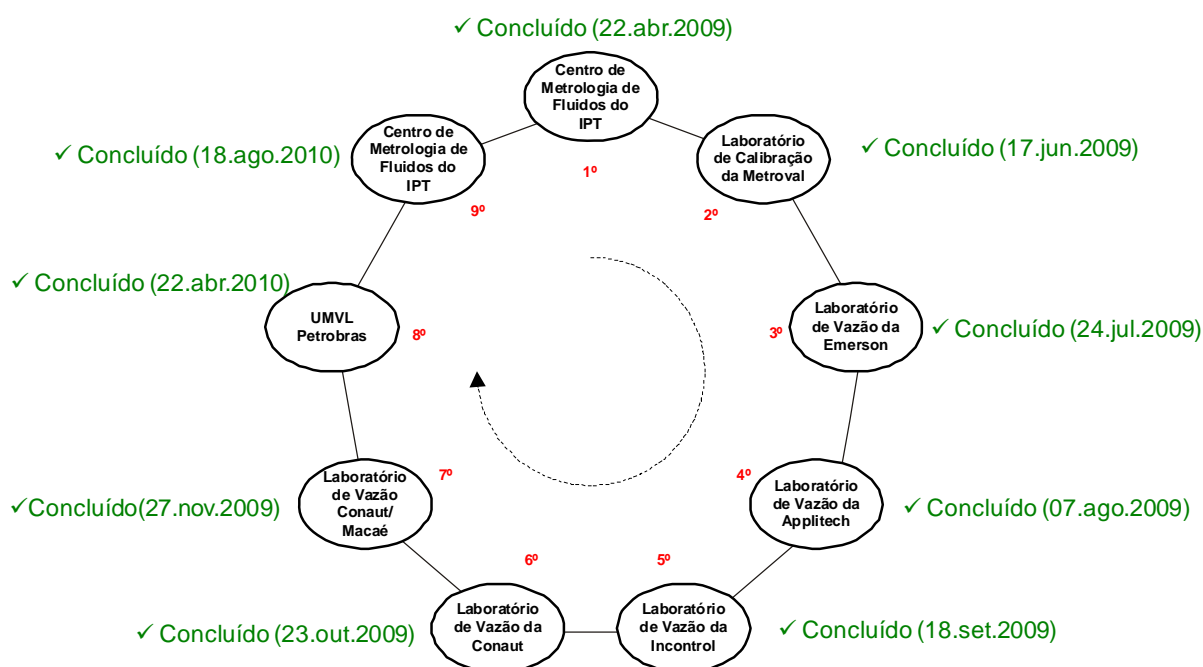 ✓ Concluído (22.abr.2009)
Centro de
Metrologia de
Fluidos do
IPT
1º
Laboratório
de Calibração
da Metroval
2º
✓ Concluído (17.jun.2009)
Laboratório
de Vazão da
Emerson
3º
✓ Concluído (24.jul.2009)
Laboratório
de Vazão da
Applitech
4º
✓ Concluído (07.ago.2009)
Laboratório
de Vazão da
Incontrol
5º
✓ Concluído (18.set.2009)
Laboratório
de Vazão da
Conaut
6º
✓ Concluído (23.out.2009)
Laboratório
de Vazão
Conaut/
Macaé
7º
✓Concluído(27.nov.2009)
UMVL
Petrobras
8º
✓ Concluído (22.abr.2010)
Centro de
Metrologia de
Fluidos do
IPT
9º
✓ Concluído (18.ago.2010)